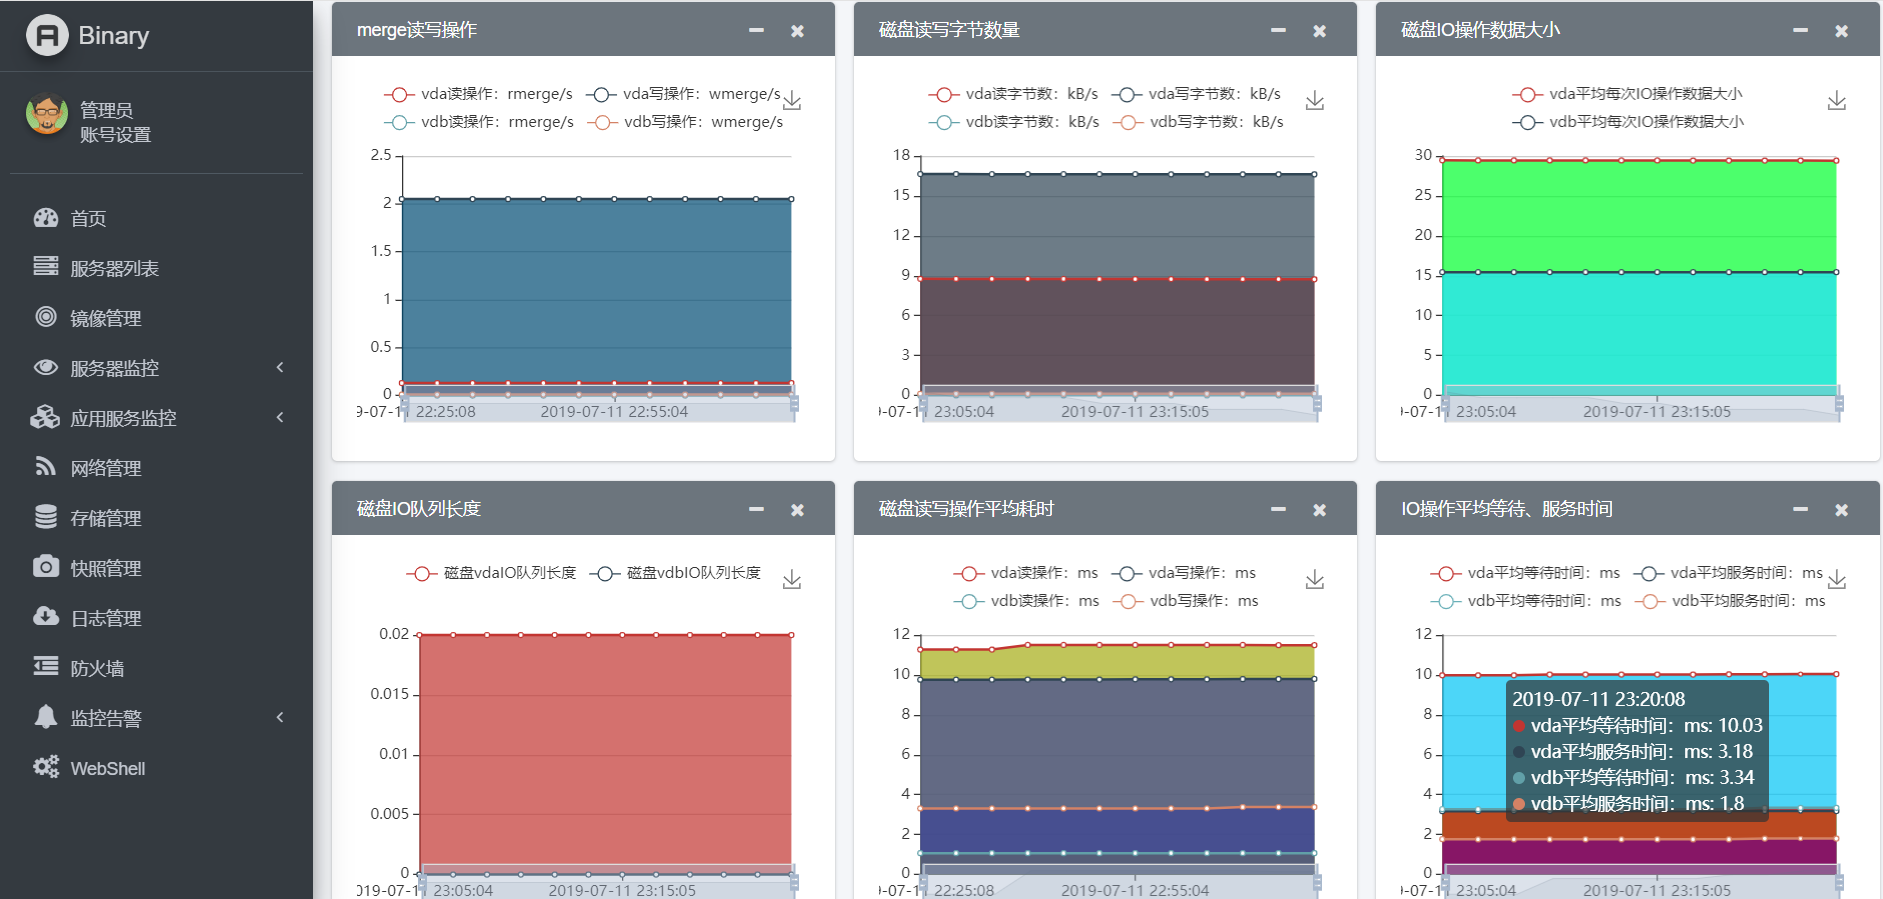 Binary
管理员
账号设置
首页
服务器列表
镜像管理
服务器监控
应用服务监控
网络管理
存储管理
快照管理
日志管理
防火墙
监控告警
WebShell
merge读写操作
vda读操作：rmerge/s vda写操作：wmerge/s
vdb读操作：rmerge/s vdb写操作：wmerge/s
2.5
2
1.5
1
0.5
0
9-07-11 22:25:08 2019-07-11 22:55:04
磁盘读写字节数量
vda读字节数：kB/s vda写字节数：kB/s
vdb读字节数：kB/s vdb写字节数：kB/s
18
15
12
9
6
3
0
9-07-11 23:05:04 2019-07-11 23:15:05
磁盘IO操作数据大小
vda平均每次IO操作数据大小
vdb平均每次IO操作数据大小
30
25
20
15
10
5
0
9-07-11 23:05:04 2019-07-11 23:15:05
磁盘IO队列长度
磁盘vdaIO队列长度 磁盘vdbIO队列长度
0.02
0.015
0.01
0.005
0
019-07-11 23:05:04 2019-07-11 23:15:05
磁盘读写操作平均耗时
vda读操作：ms vda写操作：ms
vdb读操作：ms vdb写操作：ms
12
10
8
6
4
2
0
9-07-11 22:25:08 2019-07-11 22:55:04
IO操作平均等待、服务时间
vda平均等待时间：ms vda平均服务时间：ms
vdb平均等待时间：ms vdb平均服务时间：ms
12
10
8
6
4
2
0
2019-07-11 23:20:08
vda平均等待时间：ms: 10.03
vda平均服务时间：ms: 3.18
vdb平均等待时间：ms: 3.34
vdb平均服务时间：ms: 1.8
9-07-11 23:05:04 2019-07-11 23:15:05